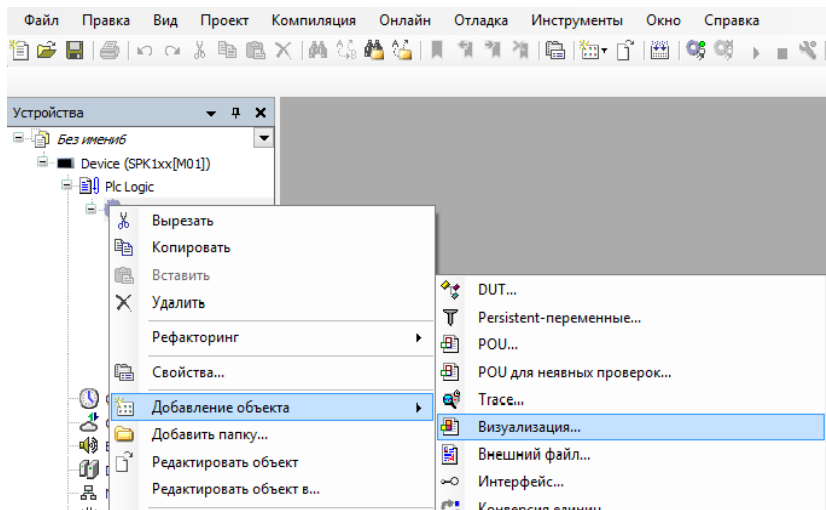 Файл Правка Вид Проект Компиляция Онлайн Отладка Инструменты Окно Справка
Устройства
Без имени6
Device (SPK1xx[M01])
Plc Logic
Вырезать
Копировать
Вставить
Удалить
Рефакторинг
Свойства...
Добавление объекта
Добавить папку...
Редактировать объект
Редактировать объект в...
DUT...
Persistent-переменные...
POU...
POU для неявных проверок...
Trace...
Визуализация...
Внешний файл...
Интерфейс...
Конверсия единиц